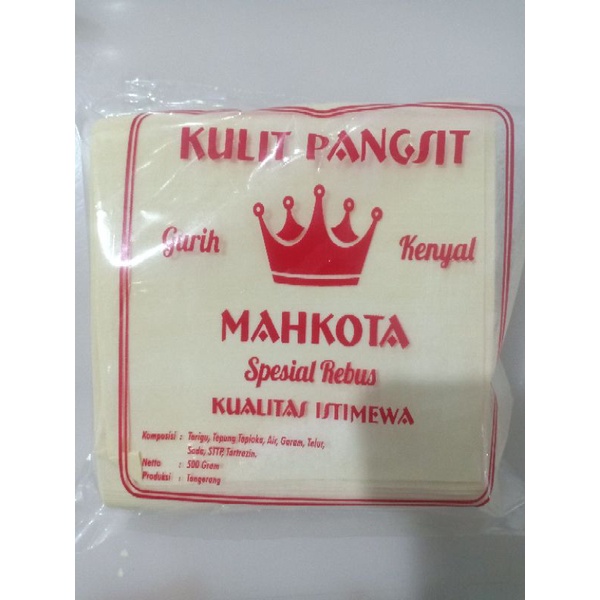 KULIT PANGSIT
Gurih
Kenyal
MAHKOTA
Spesial Rebus
KUALITAS ISTIMEWA
Komposisi : Terigu, Tepung Tapioka, Air, Garam, Telur,
Soda, STTP, Tartrazin.
Netto : 500 Gram
Produksi : Tangerang